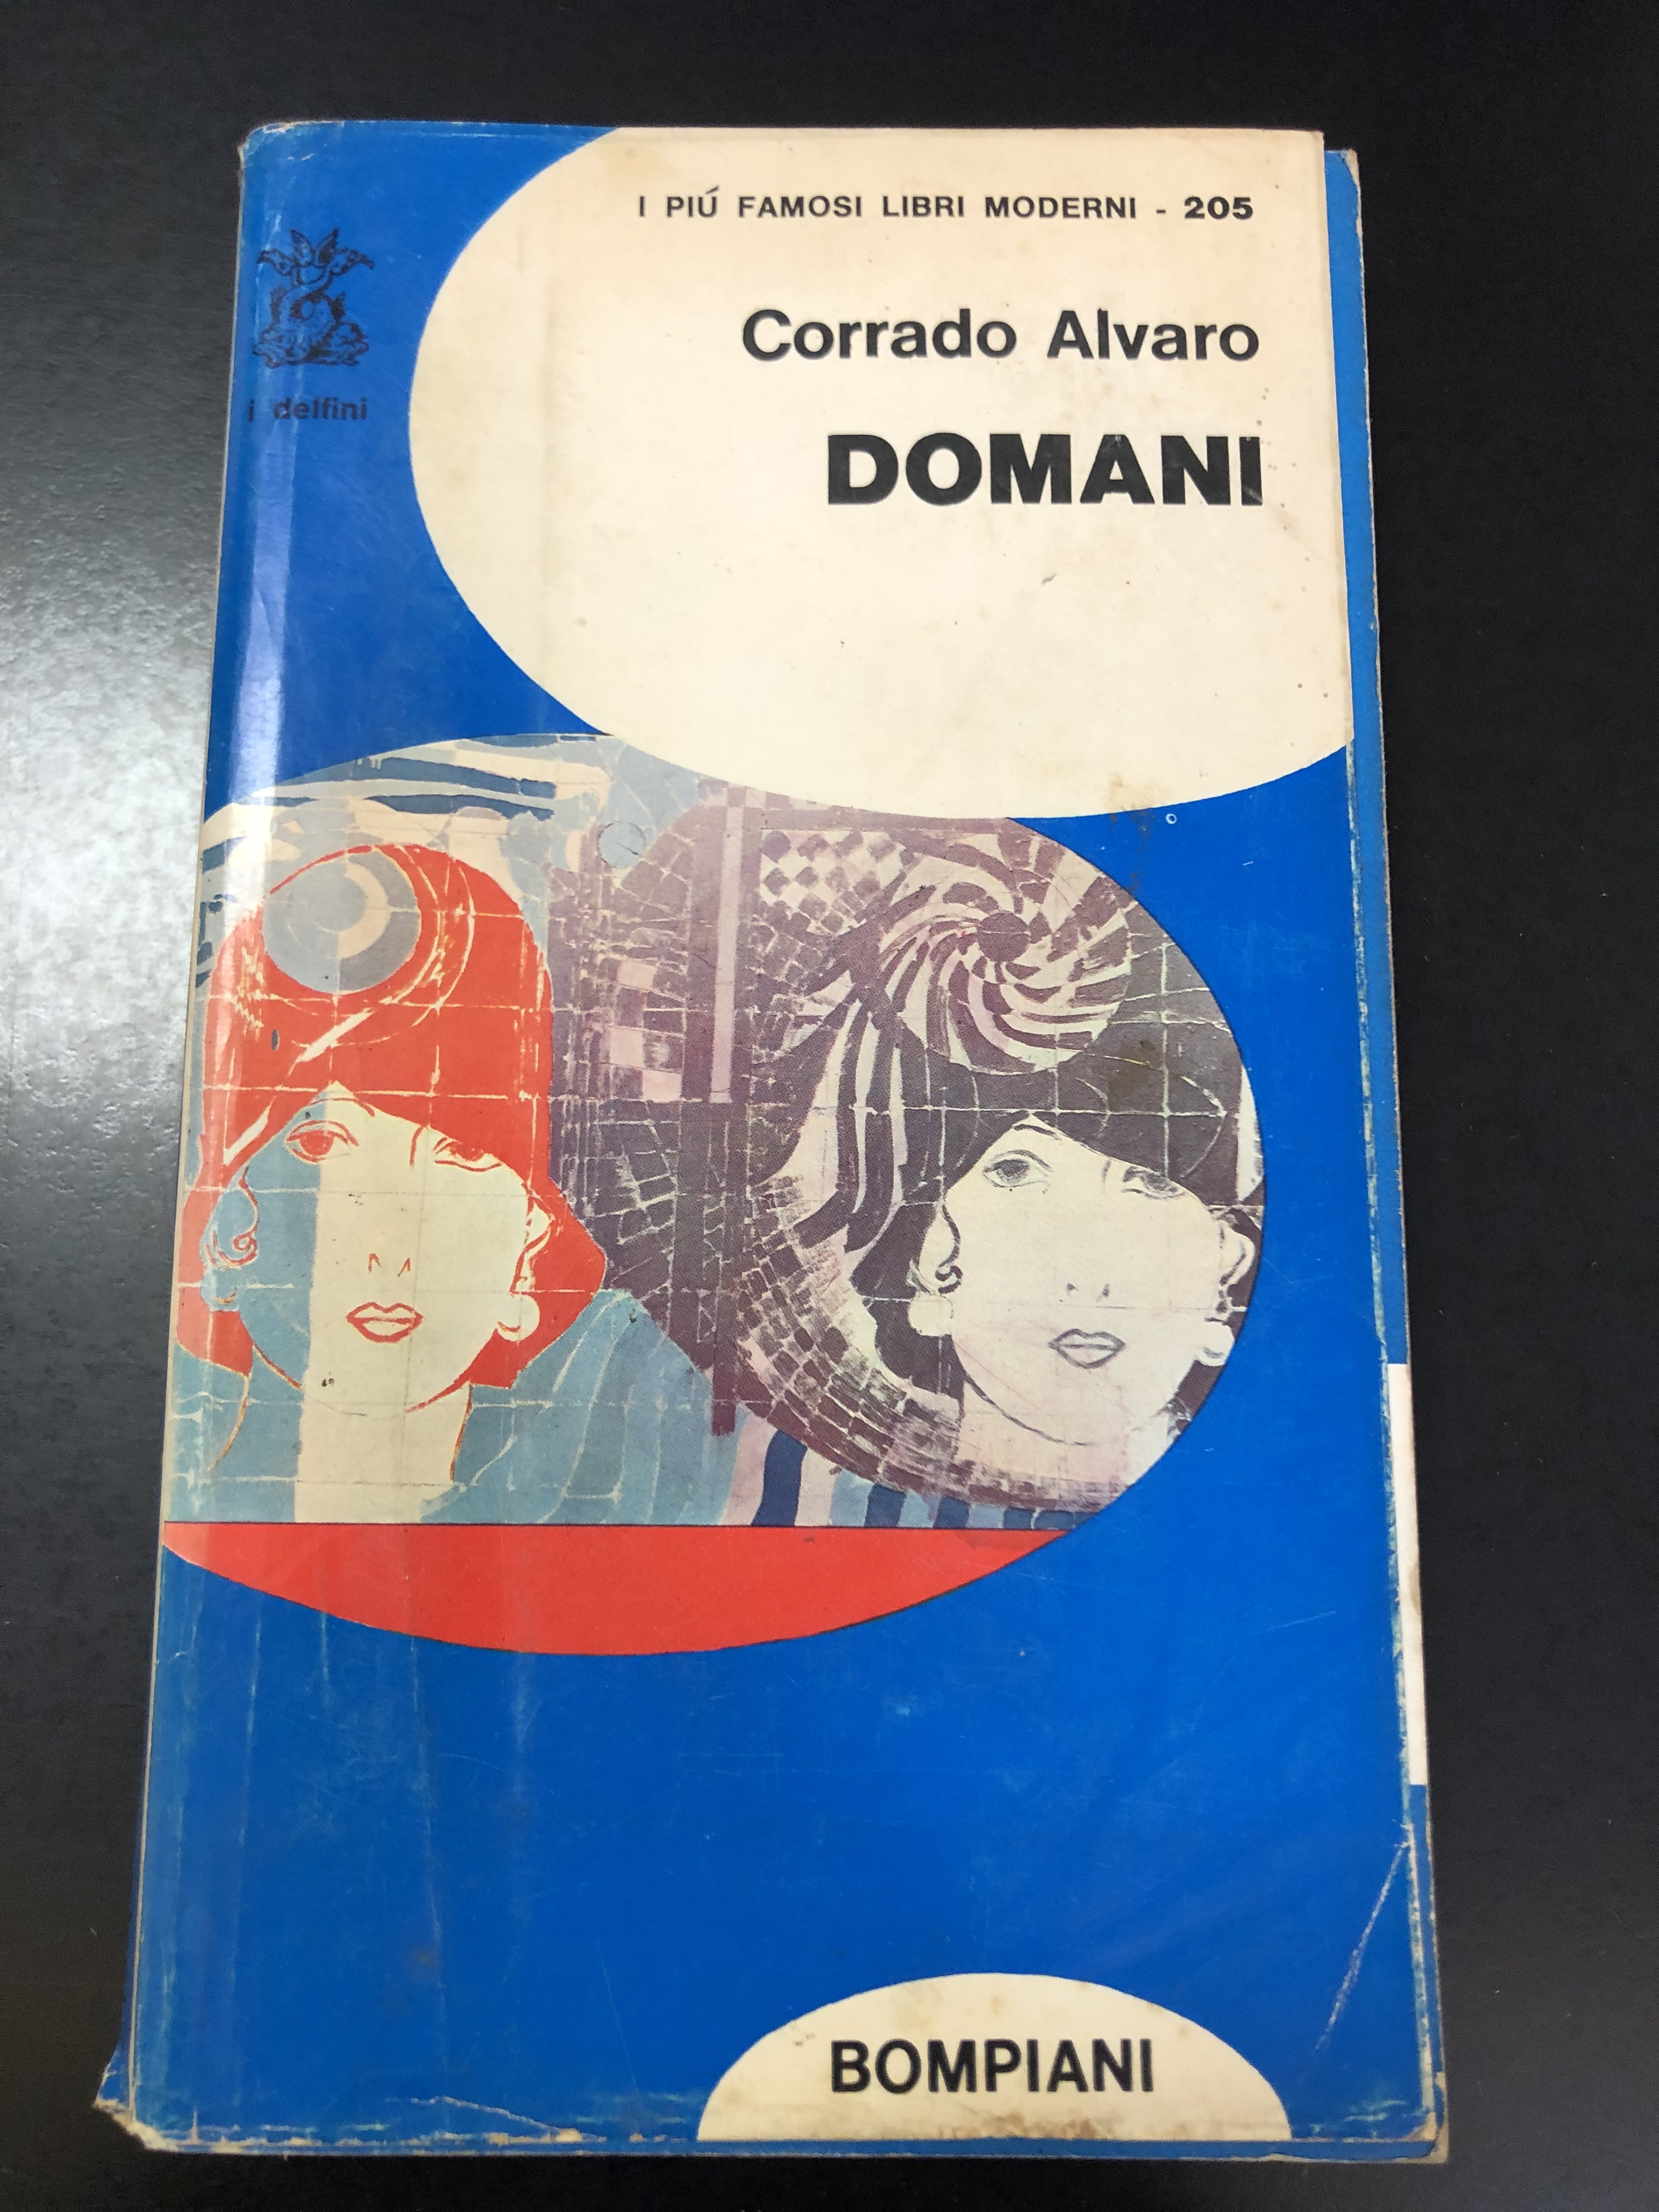 I PIÚ FAMOSI LIBRI MODERNI - 205
i delfini
Corrado Alvaro
DOMANI
BOMPIANI